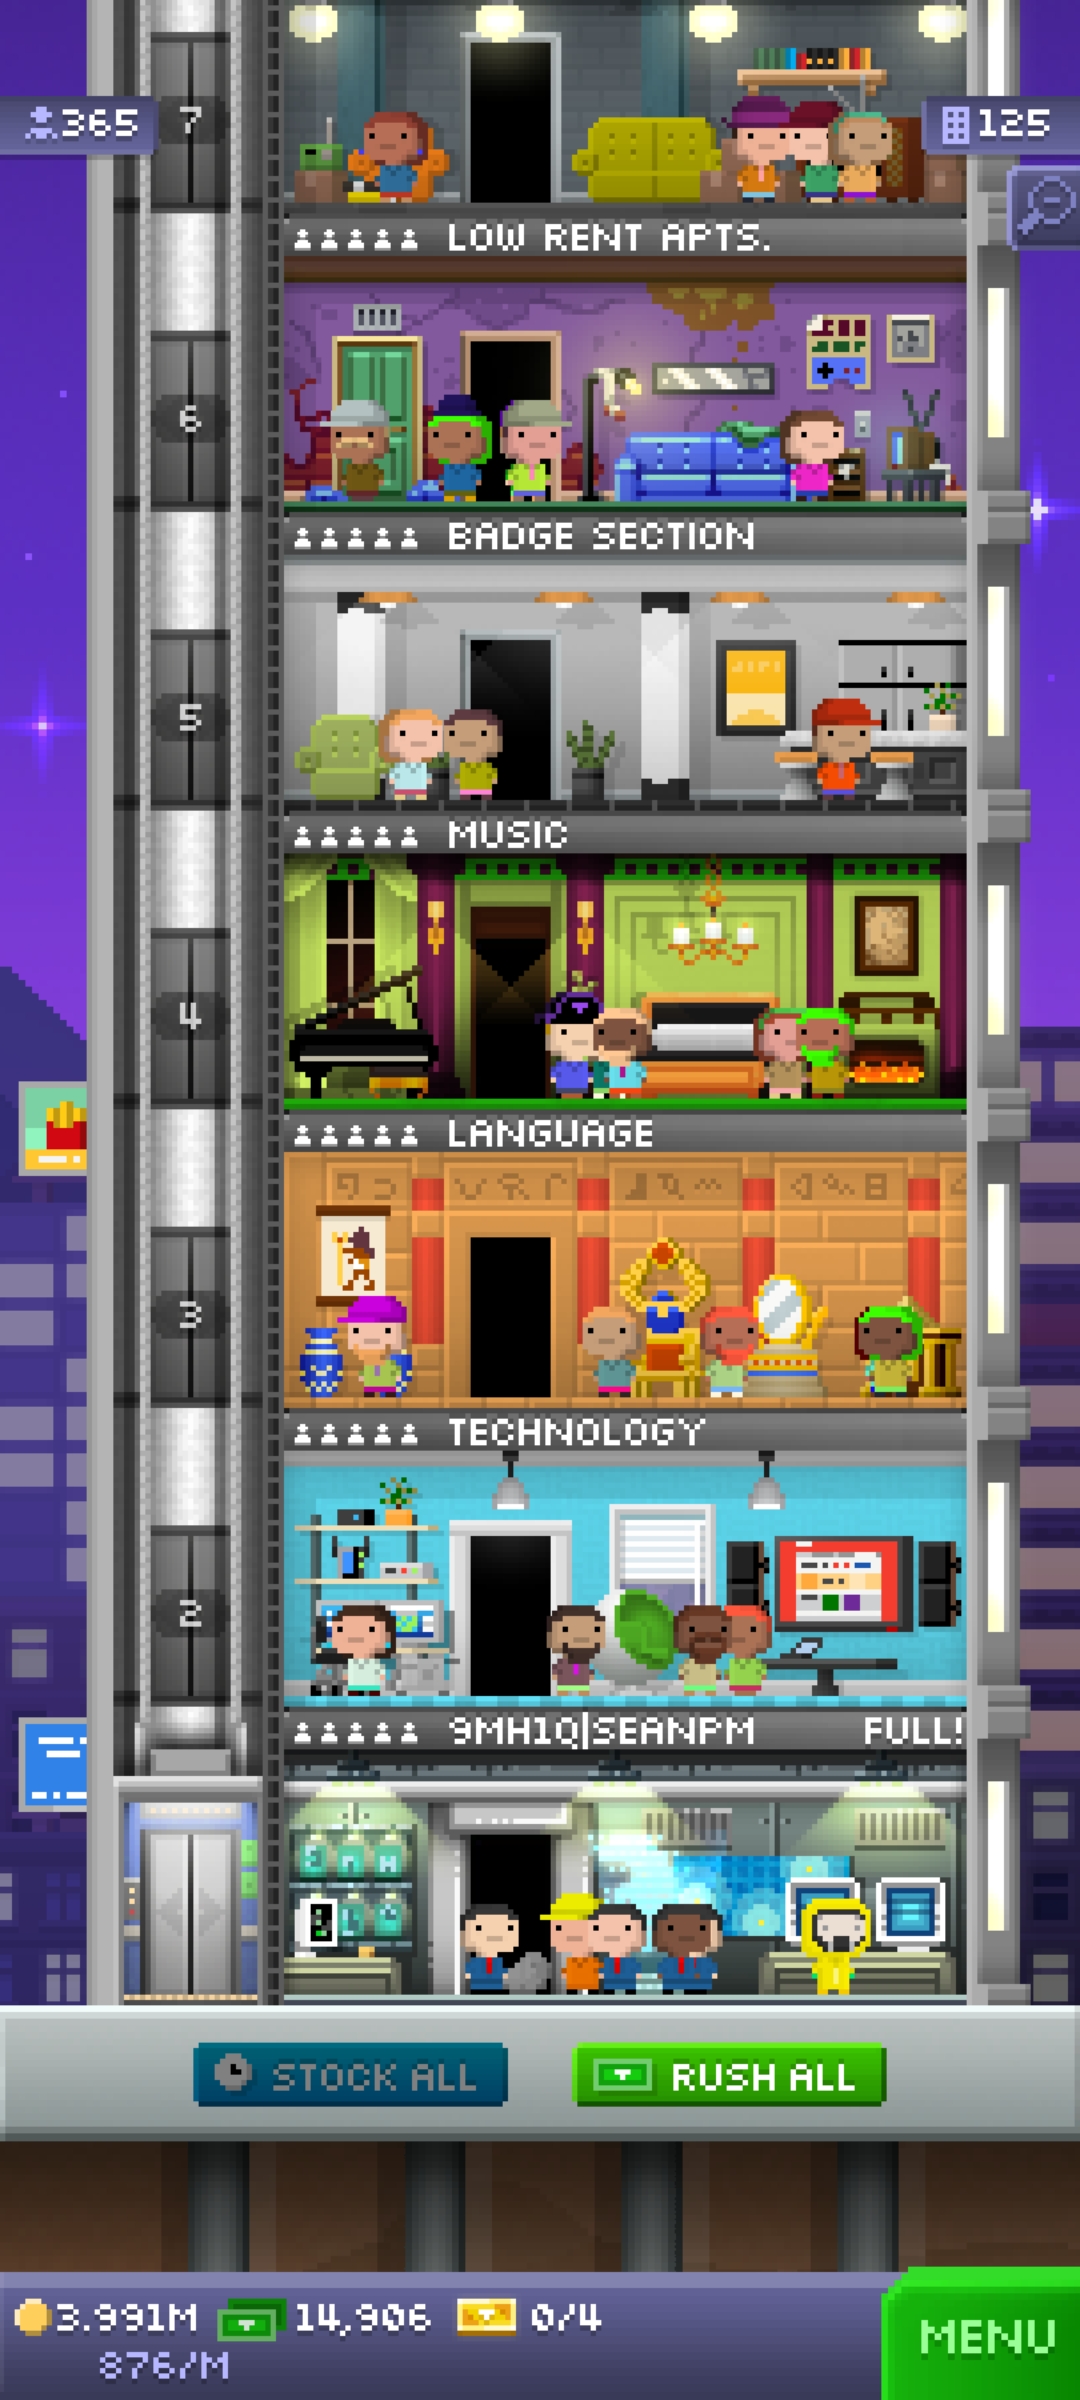 365
7
125
LOW RENT APTS.
6
BADGE SECTION
5
MUSIC
4
LANGUAGE
3
TECHNOLOGY
2
9MH1Q|SEANPM FULL!
STOCK ALL
RUSH ALL
3.991M 14,906 0/4
876/M
MENU